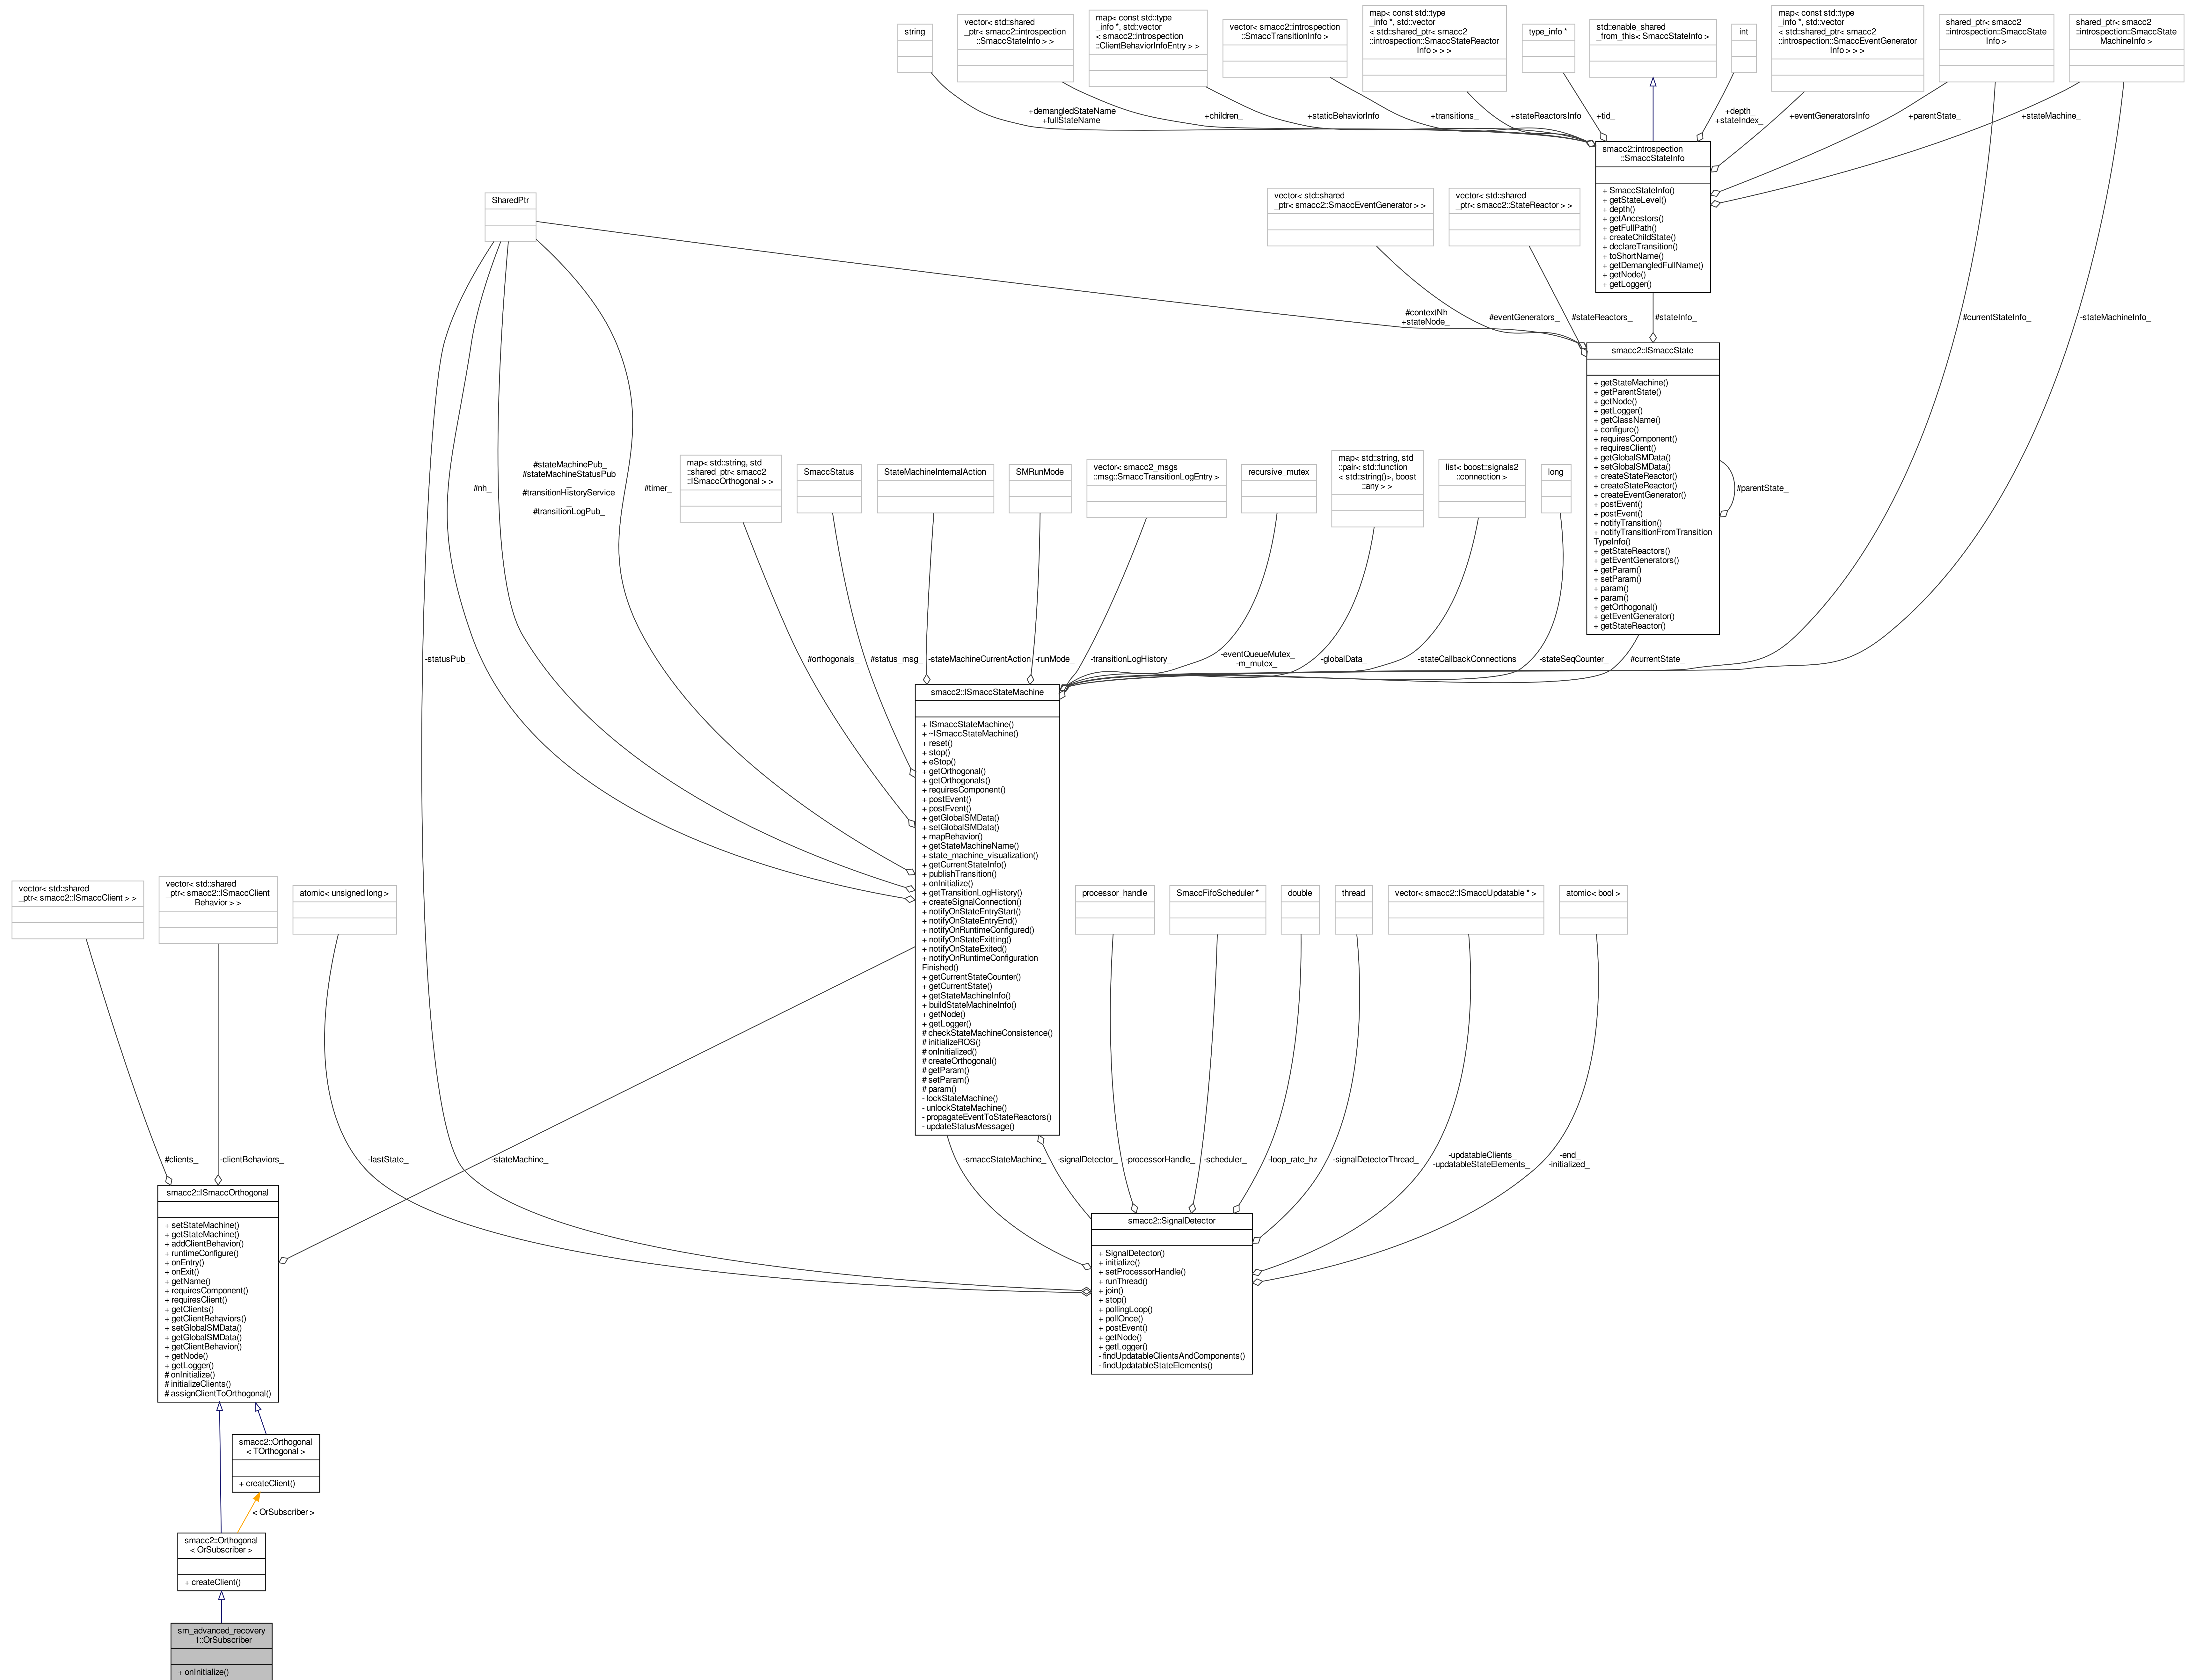 string
vector< std::shared
_ptr< smacc2::introspection
::SmaccStateInfo > >
map< const std::type
_info *, std::vector
< smacc2::introspection
::ClientBehaviorInfoEntry > >
vector< smacc2::introspection
::SmaccTransitionInfo >
map< const std::type
_info *, std::vector
< std::shared_ptr< smacc2
::introspection::SmaccStateReactor
Info > > >
type_info *
std::enable_shared
_from_this< SmaccStateInfo >
int
map< const std::type
_info *, std::vector
< std::shared_ptr< smacc2
::introspection::SmaccEventGenerator
Info > > >
shared_ptr< smacc2
::introspection::SmaccState
Info >
shared_ptr< smacc2
::introspection::SmaccState
MachineInfo >
+demangledStateName
+fullStateName
+children_
+staticBehaviorInfo
+transitions_
+stateReactorsInfo
+tid_
+depth_
+stateIndex_
+eventGeneratorsInfo
+parentState_
+stateMachine_
smacc2::introspection
::SmaccStateInfo
+ SmaccStateInfo()
+ getStateLevel()
+ depth()
+ getAncestors()
+ getFullPath()
+ createChildState()
+ declareTransition()
+ toShortName()
+ getDemangledFullName()
+ getNode()
+ getLogger()
SharedPtr
vector< std::shared
_ptr< smacc2::SmaccEventGenerator > >
vector< std::shared
_ptr< smacc2::StateReactor > >
#contextNh
+stateNode_
#eventGenerators_
#stateReactors_
#stateInfo_
#currentStateInfo_
-stateMachineInfo_
smacc2::ISmaccState
+ getStateMachine()
+ getParentState()
+ getNode()
+ getLogger()
+ getClassName()
+ configure()
+ requiresComponent()
+ requiresClient()
+ getGlobalSMData()
+ setGlobalSMData()
+ createStateReactor()
+ createEventGenerator()
+ postEvent()
+ postEvent()
+ notifyTransition()
+ notifyTransitionFromTransition
TypeInfo()
+ getStateReactors()
+ getEventGenerators()
+ getParam()
+ setParam()
+ param()
+ param()
+ getOrthogonal()
+ getEventGenerator()
+ getStateReactor()
#parentState_
#nh_
#stateMachinePub_
#stateMachineStatusPub
_
#transitionHistoryService
_
#transitionLogPub_
#timer_
map< std::string, std
::shared_ptr< smacc2
::ISmaccOrthogonal > >
SmaccStatus
StateMachineInternalAction
SMRunMode
vector< smacc2_msgs
::msg::SmaccTransitionLogEntry >
recursive_mutex
map< std::string, std
::pair< std::function
< std::string()>, boost
::any > >
list< boost::signals2
::connection >
long
-statusPub_
#orthogonals_
#status_msg_
-stateMachineCurrentAction
-runMode_
-transitionLogHistory_
-eventQueueMutex_
-m_mutex_
-globalData_
-stateCallbackConnections
-stateSeqCounter_
#currentState_
smacc2::ISmaccStateMachine
+ ISmaccStateMachine()
+ ~ISmaccStateMachine()
+ reset()
+ stop()
+ eStop()
+ getOrthogonal()
+ getOrthogonals()
+ requiresComponent()
+ postEvent()
+ postEvent()
+ getGlobalSMData()
+ setGlobalSMData()
+ mapBehavior()
+ getStateMachineName()
+ state_machine_visualization()
+ getCurrentStateInfo()
+ publishTransition()
+ onInitialize()
+ getTransitionLogHistory()
+ createSignalConnection()
+ notifyOnStateEntryStart()
+ notifyOnStateEntryEnd()
+ notifyOnRuntimeConfigured()
+ notifyOnStateExitting()
+ notifyOnStateExited()
+ notifyOnRuntimeConfiguration
Finished()
+ getCurrentStateCounter()
+ getCurrentState()
+ getStateMachineInfo()
+ buildStateMachineInfo()
+ getNode()
+ getLogger()
# checkStateMachineConsistence()
# initializeROS()
# onInitialized()
# createOrthogonal()
# getParam()
# setParam()
# param()
- lockStateMachine()
- unlockStateMachine()
- propagateEventToStateReactors()
- updateStatusMessage()
vector< std::shared
_ptr< smacc2::ISmaccClient > >
vector< std::shared
_ptr< smacc2::ISmaccClient
Behavior > >
atomic< unsigned long >
processor_handle
SmaccFifoScheduler *
double
thread
vector< smacc2::ISmaccUpdatable * >
atomic< bool >
#clients_
-clientBehaviors_
-lastState_
-stateMachine_
-smaccStateMachine_
-signalDetector_
-processorHandle_
-scheduler_
-loop_rate_hz
-signalDetectorThread_
-updatableClients_
-updatableStateElements_
-end_
-initialized_
smacc2::ISmaccOrthogonal
+ setStateMachine()
+ getStateMachine()
+ addClientBehavior()
+ runtimeConfigure()
+ onEntry()
+ onExit()
+ getName()
+ requiresComponent()
+ requiresClient()
+ getClients()
+ getClientBehaviors()
+ setGlobalSMData()
+ getGlobalSMData()
+ getClientBehavior()
+ getNode()
+ getLogger()
# onInitialize()
# initializeClients()
# assignClientToOrthogonal()
smacc2::SignalDetector
+ SignalDetector()
+ initialize()
+ setProcessorHandle()
+ runThread()
+ join()
+ stop()
+ pollingLoop()
+ pollOnce()
+ postEvent()
+ getNode()
+ getLogger()
- findUpdatableClientsAndComponents()
- findUpdatableStateElements()
smacc2::Orthogonal
< TOrthogonal >
+ createClient()
< OrSubscriber >
smacc2::Orthogonal
< OrSubscriber >
+ createClient()
sm_advanced_recovery
_1::OrSubscriber
+ onInitialize()